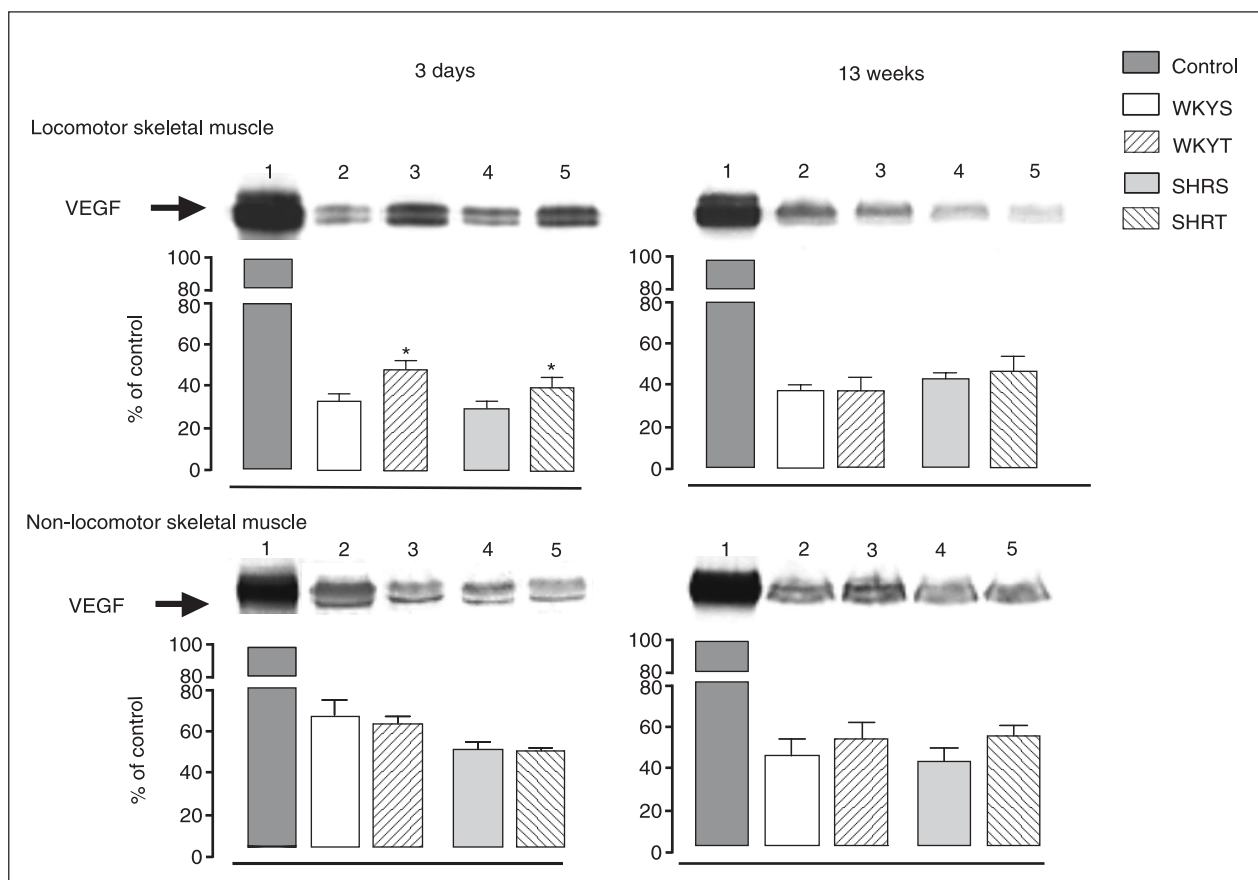 3 days
13 weeks
Control
WKYS
WKYT
SHRS
SHRT
Locomotor skeletal muscle
1 2 3 4 5
1 2 3 4 5
VEGF
100
80
80
60
40
20
0
% of control
* *
100
80
80
60
40
20
0
Non-locomotor skeletal muscle
1 2 3 4 5
1 2 3 4 5
VEGF
100
80
80
60
40
20
0
% of control
100
80
80
60
40
20
0